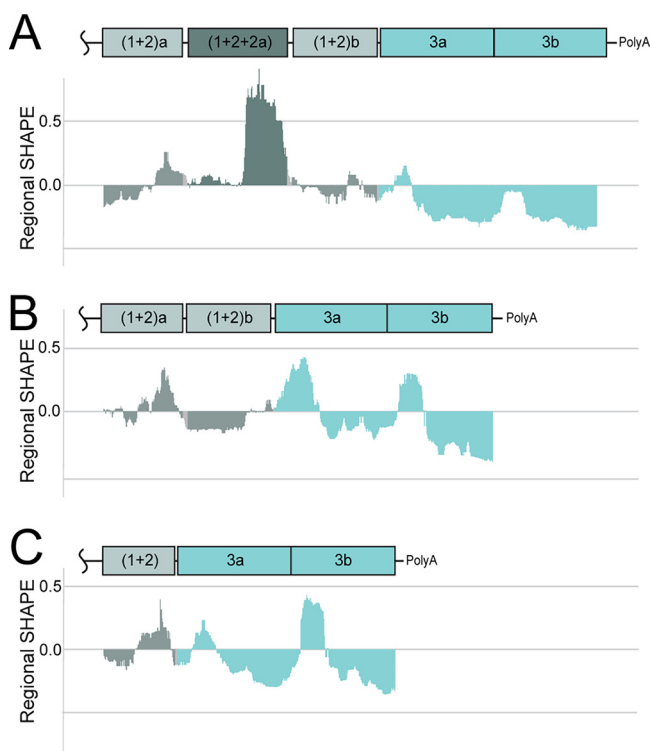 A
(1+2)a (1+2+2a) (1+2)b 3a 3b PolyA
Regional SHAPE
0.5
0.0
B
(1+2)a (1+2)b 3a 3b PolyA
Regional SHAPE
0.5
0.0
C
(1+2) 3a 3b PolyA
Regional SHAPE
0.5
0.0